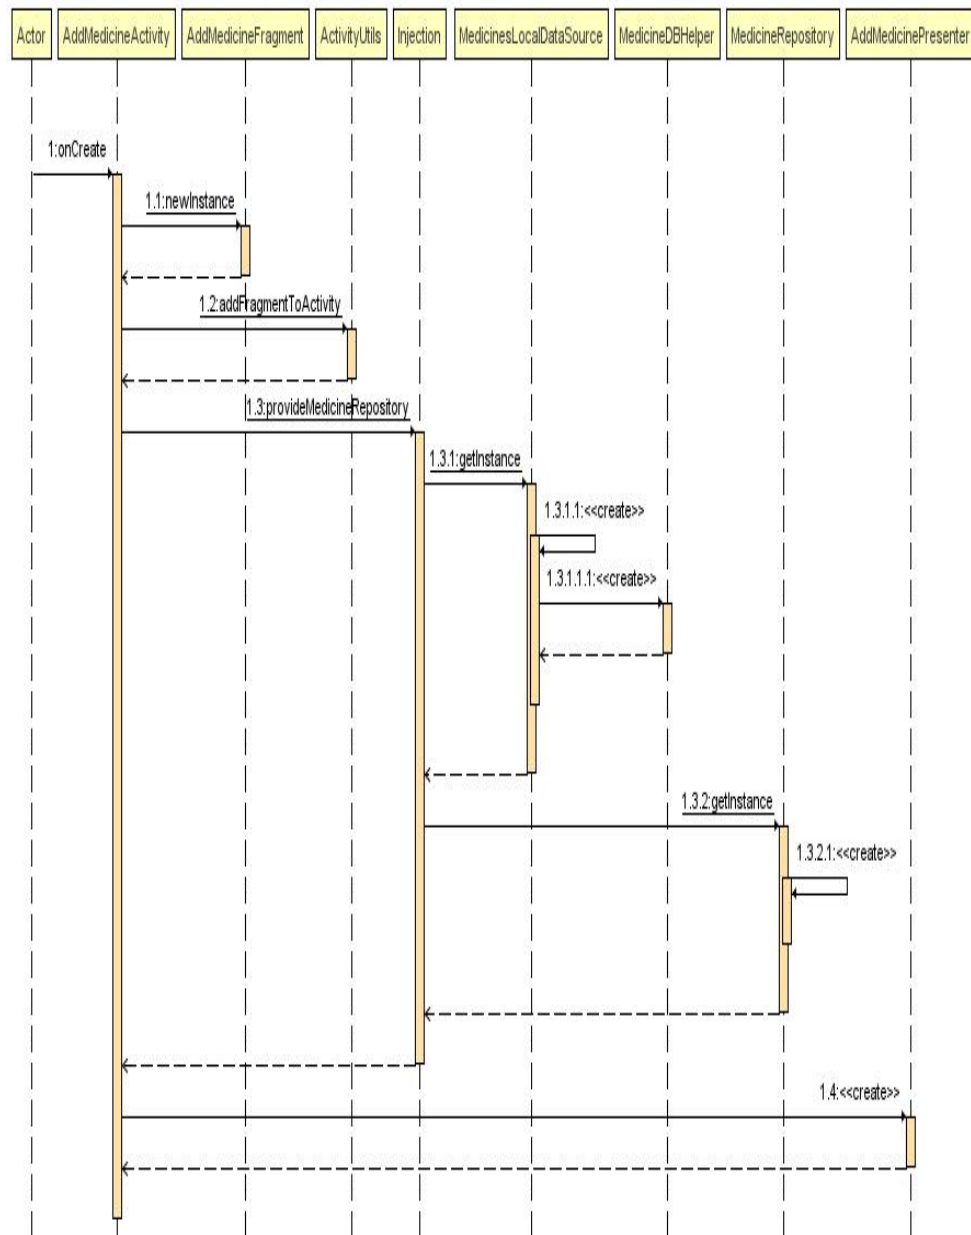 Actor
AddMedicineActivity
AddMedicineFragment
ActivityUtils
Injection
MedicinesLocalDataSource
MedicineDBHelper
MedicineRepository
AddMedicinePresenter
1:onCreate
1.1:newInstance
1.2:addFragmentToActivity
1.3:provideMedicineRepository
1.3.1:getInstance
1.3.1.1:<<create>>
1.3.1.1.1:<<create>>
1.3.2:getInstance
1.3.2.1:<<create>>
1.4:<<create>>